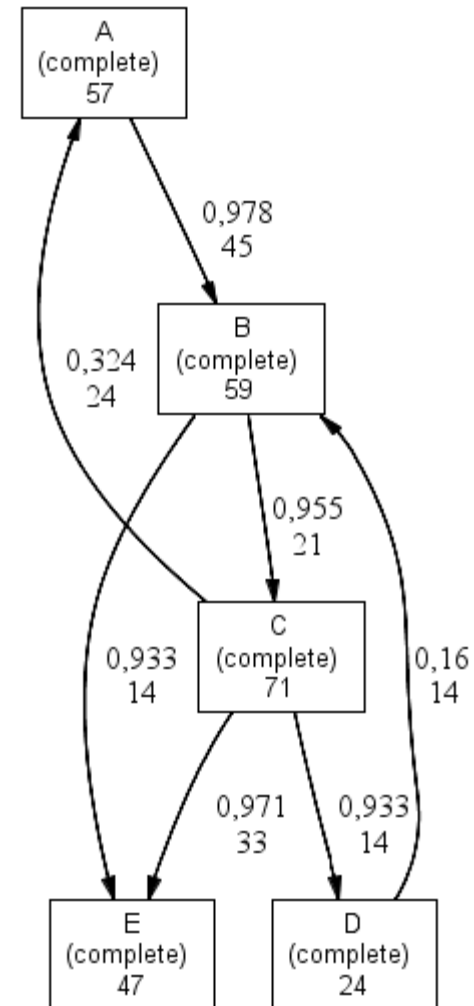 A
(complete)
57
0,978
45
B
(complete)
59
0,324
24
0,955
21
C
(complete)
71
0,933
14
0,16
14
0,971
33
0,933
14
E
(complete)
47
D
(complete)
24